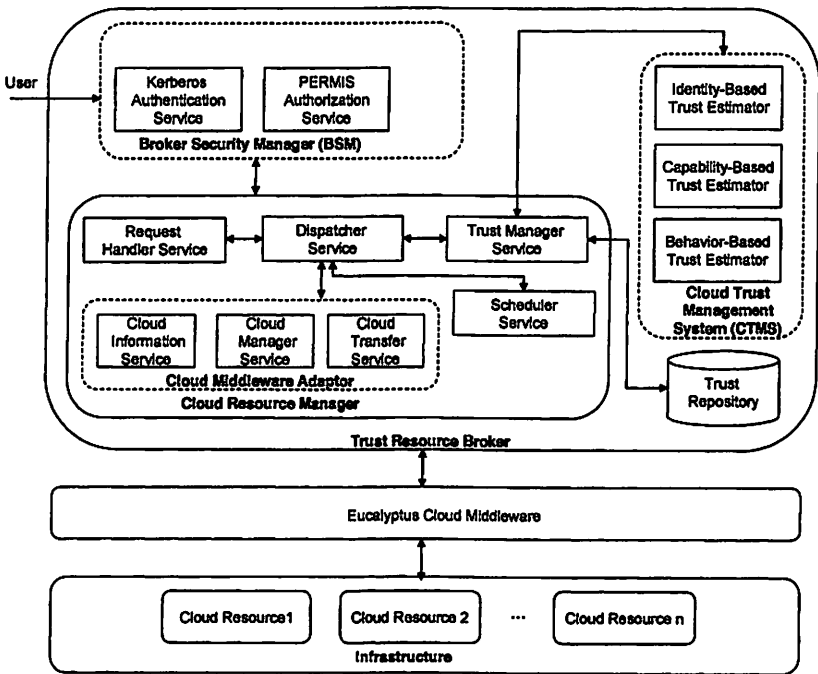 User
Kerberos
Authentication
Service
PERMIS
Authorization
Service
Broker Security Manager (BSM)
Identity-Based
Trust Estimator
Capability-Based
Trust Estimator
Behavior-Based
Trust Estimator
Cloud Trust
Management
System (CTMS)
Request
Handler Service
Dispatcher
Service
Trust Manager
Service
Scheduler
Service
Cloud
Information
Service
Cloud
Manager
Service
Cloud
Transfer
Service
Cloud Middleware Adaptor
Cloud Resource Manager
Trust
Repository
Trust Resource Broker
Eucalyptus Cloud Middleware
Cloud Resource1
Cloud Resource 2
...
Cloud Resource n
Infrastructure